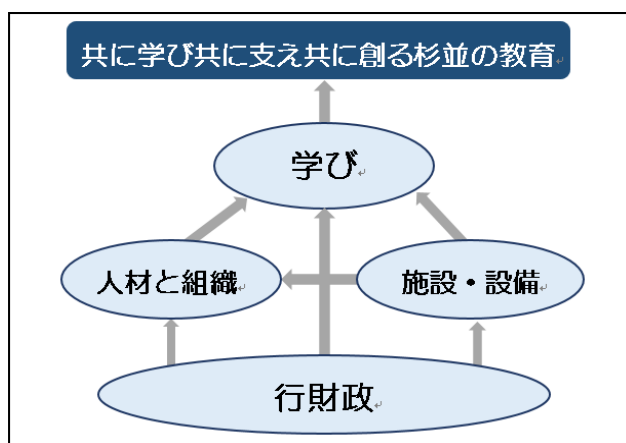 共に学び共に支え共に創る杉並の教育
学び
人材と組織
施設・設備
行財政